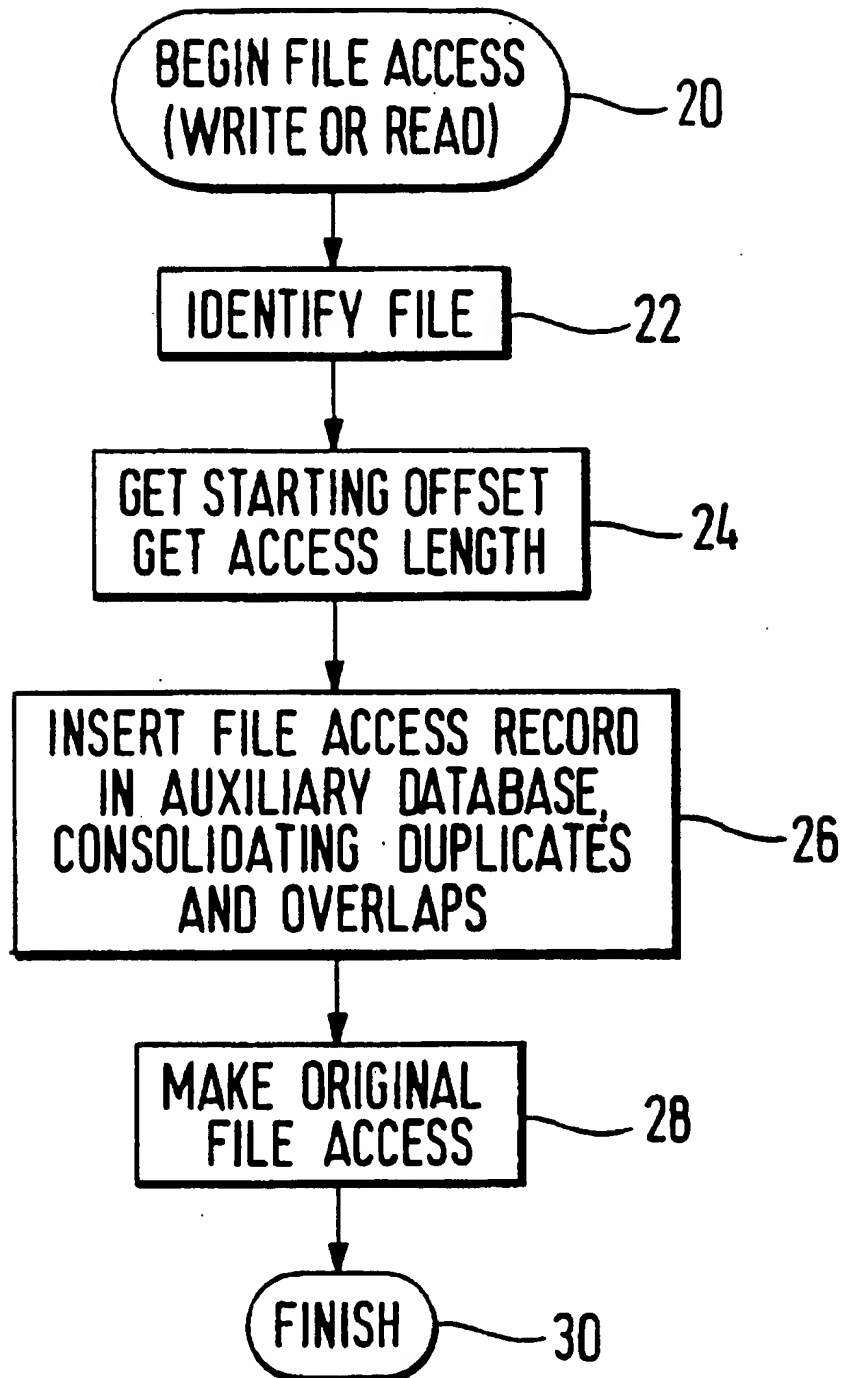 BEGIN FILE ACCESS
(WRITE OR READ)
20
IDENTIFY FILE
22
GET STARTING OFFSET
GET ACCESS LENGTH
24
INSERT FILE ACCESS RECORD
IN AUXILIARY DATABASE,
CONSOLIDATING DUPLICATES
AND OVERLAPS
26
MAKE ORIGINAL
FILE ACCESS
28
FINISH
30